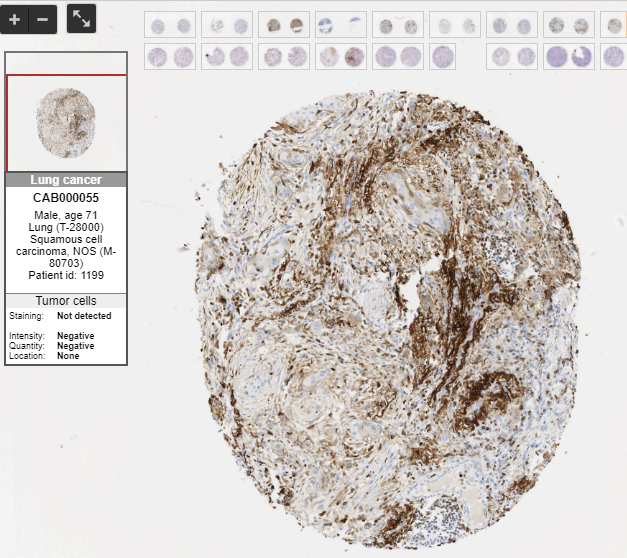 + −
Lung cancer
CAB000055
Male, age 71
Lung (T-28000)
Squamous cell
carcinoma, NOS (M-
80703)
Patient id: 1199
Tumor cells
Staining: Not detected
Intensity: Negative
Quantity: Negative
Location: None